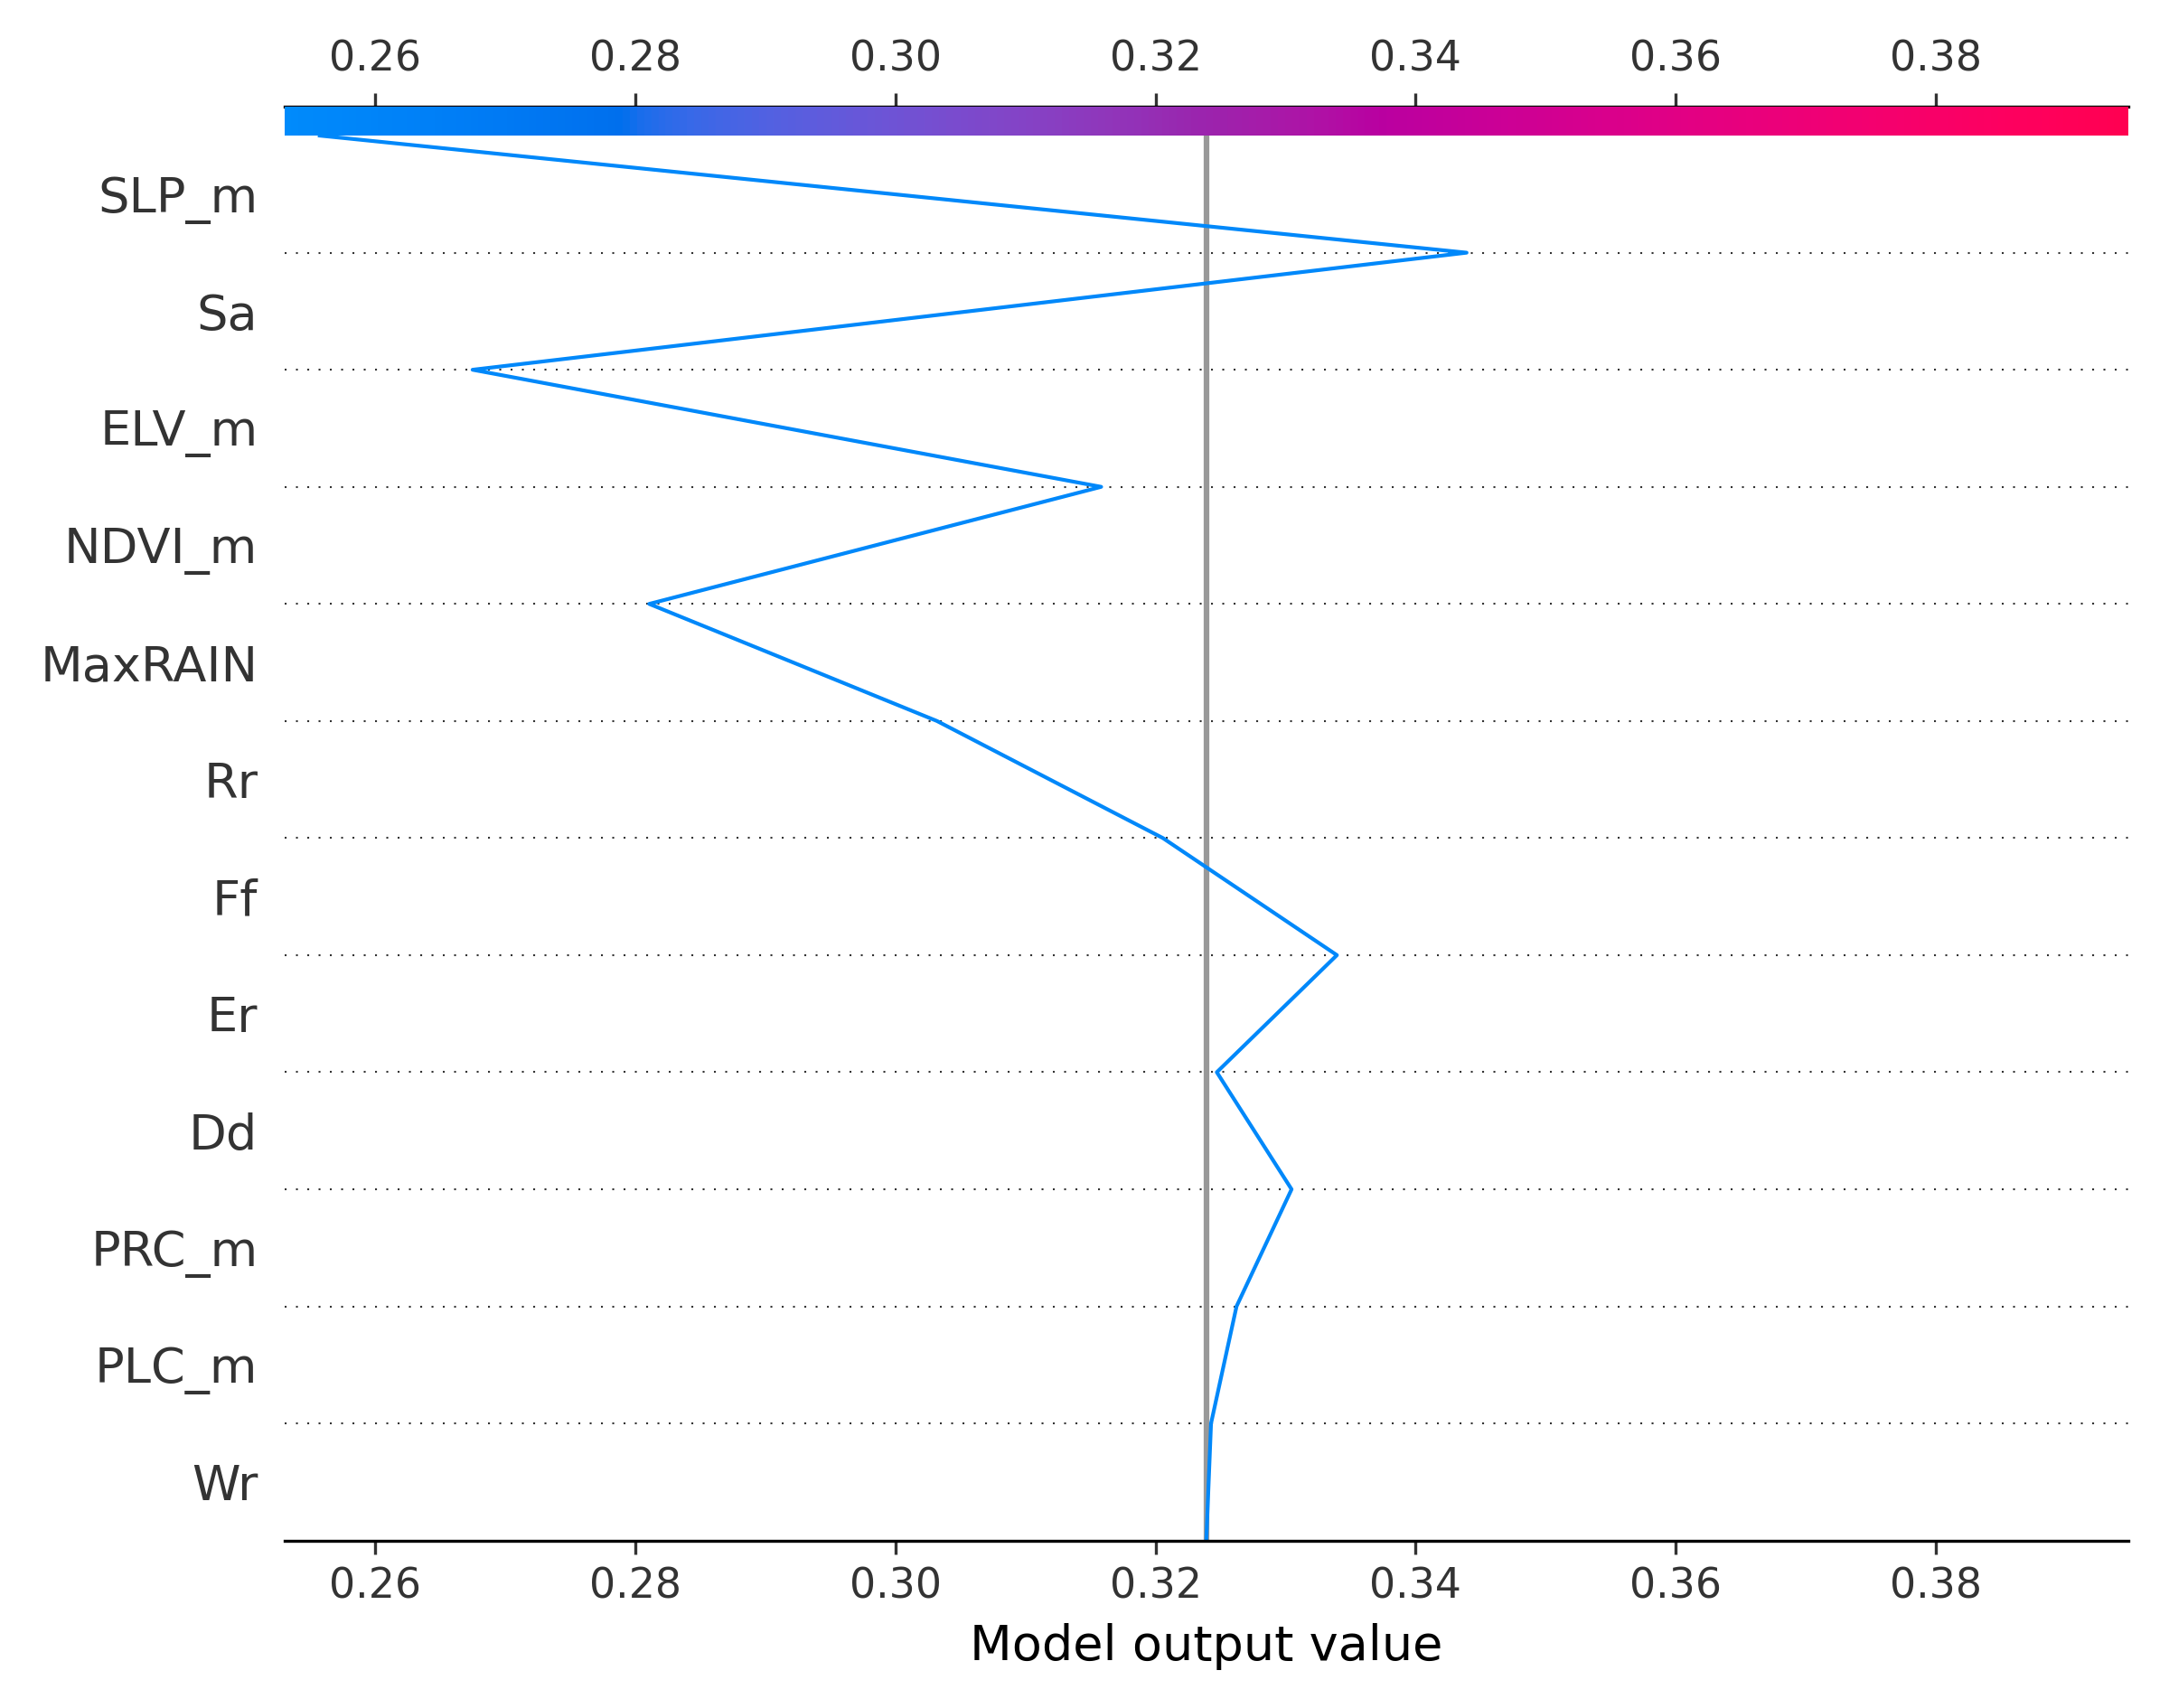 0.26 0.28 0.30 0.32 0.34 0.36 0.38
SLP_m
Sa
ELV_m
NDVI_m
MaxRAIN
Rr
Ff
Er
Dd
PRC_m
PLC_m
Wr
0.26 0.28 0.30 0.32 0.34 0.36 0.38
Model output value